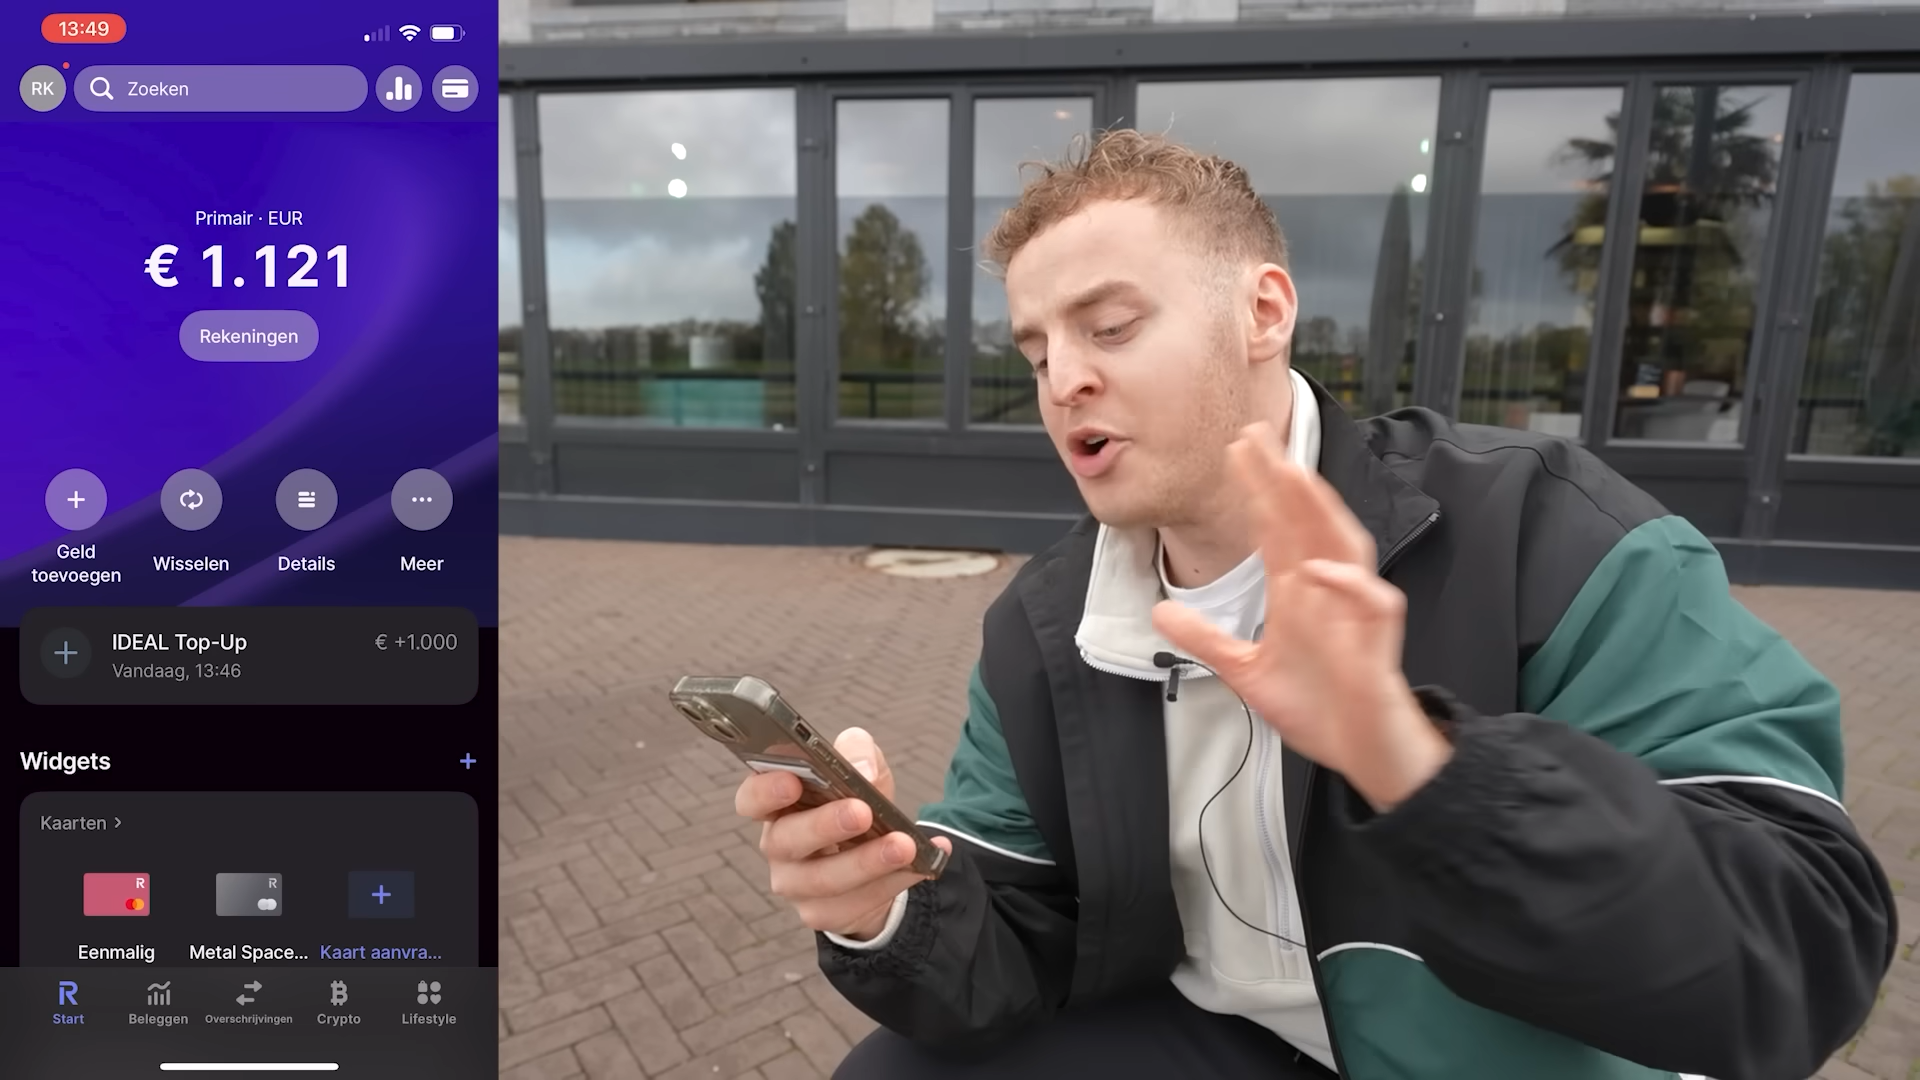 13:49
RK
Zoeken
Primair · EUR
€ 1.121
Rekeningen
Geld
toevoegen
Wisselen
Details
Meer
IDEAL Top-Up
€ +1.000
Vandaag, 13:46
Widgets
Kaarten
R
R
Eenmalig
Metal Space...
Kaart aanvra...
Start
Beleggen
Overschrijvingen
Crypto
Lifestyle